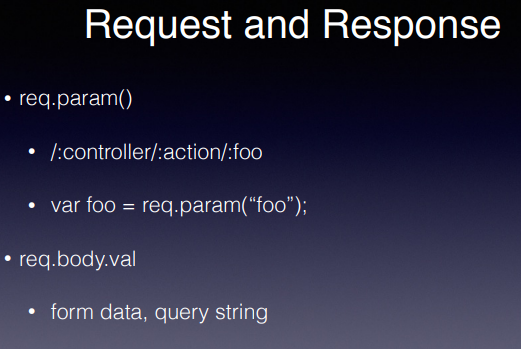 Request and Response
• req.param()
• /:controller/:action/:foo
• var foo = req.param(“foo”);
• req.body.val
• form data, query string